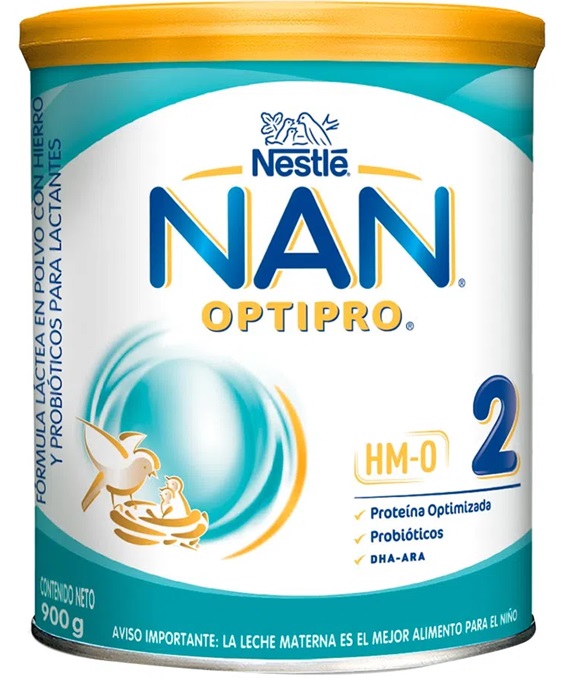 Nestlé®
NAN®
OPTIPRO®
FÓRMULA LÁCTEA EN POLVO CON HIERRO
Y PROBIÓTICOS PARA LACTANTES
2
HM-O
Proteína Optimizada
Probióticos
DHA-ARA
CONTENIDO NETO
900 g
AVISO IMPORTANTE: LA LECHE MATERNA ES EL MEJOR ALIMENTO PARA EL NIÑO